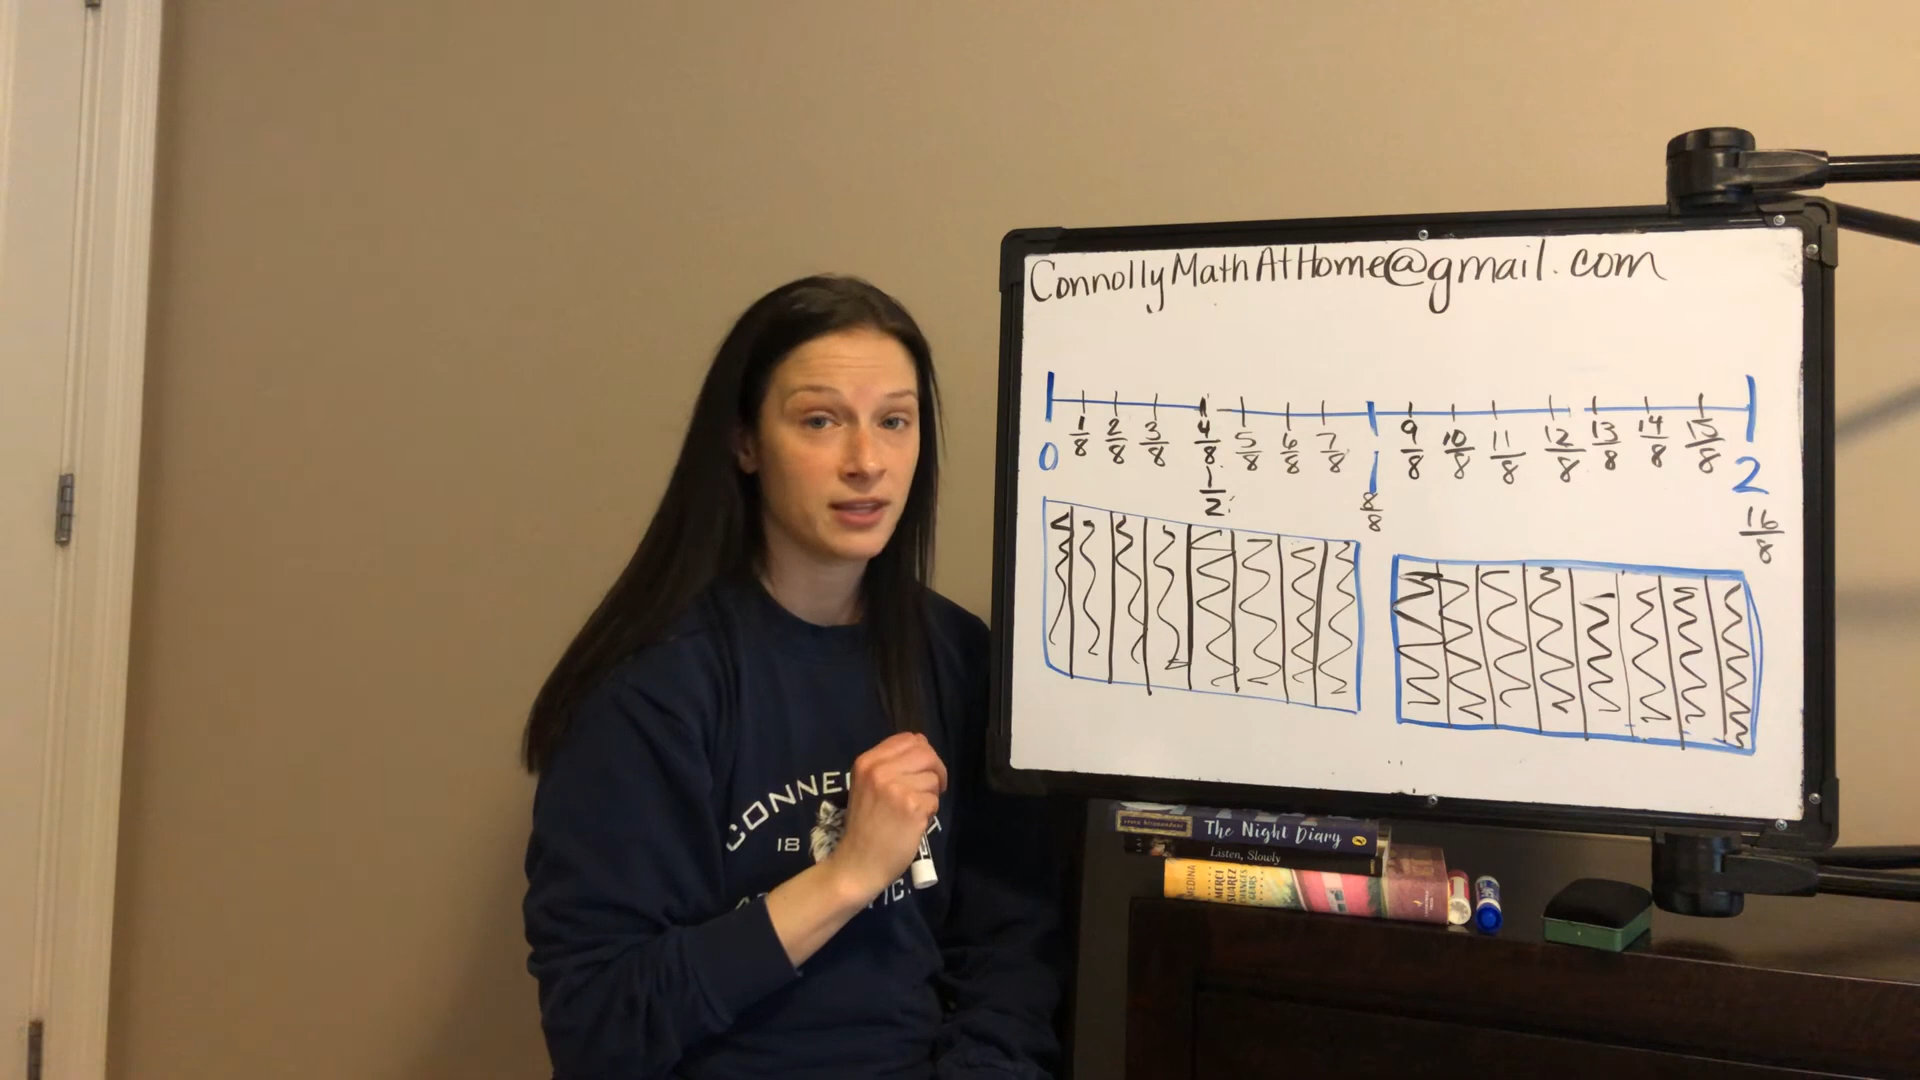 ConnollyMathAtHome@gmail.com
0 1/8 2/8 3/8 4/8 5/8 6/8 7/8 1 9/8 10/8 11/8 12/8 13/8 14/8 15/8 2
1/2 8/8 16/8
18
The Night Diary
Listen, Slowly
MEDINA MERCI SUÁREZ CHANGES GEARS